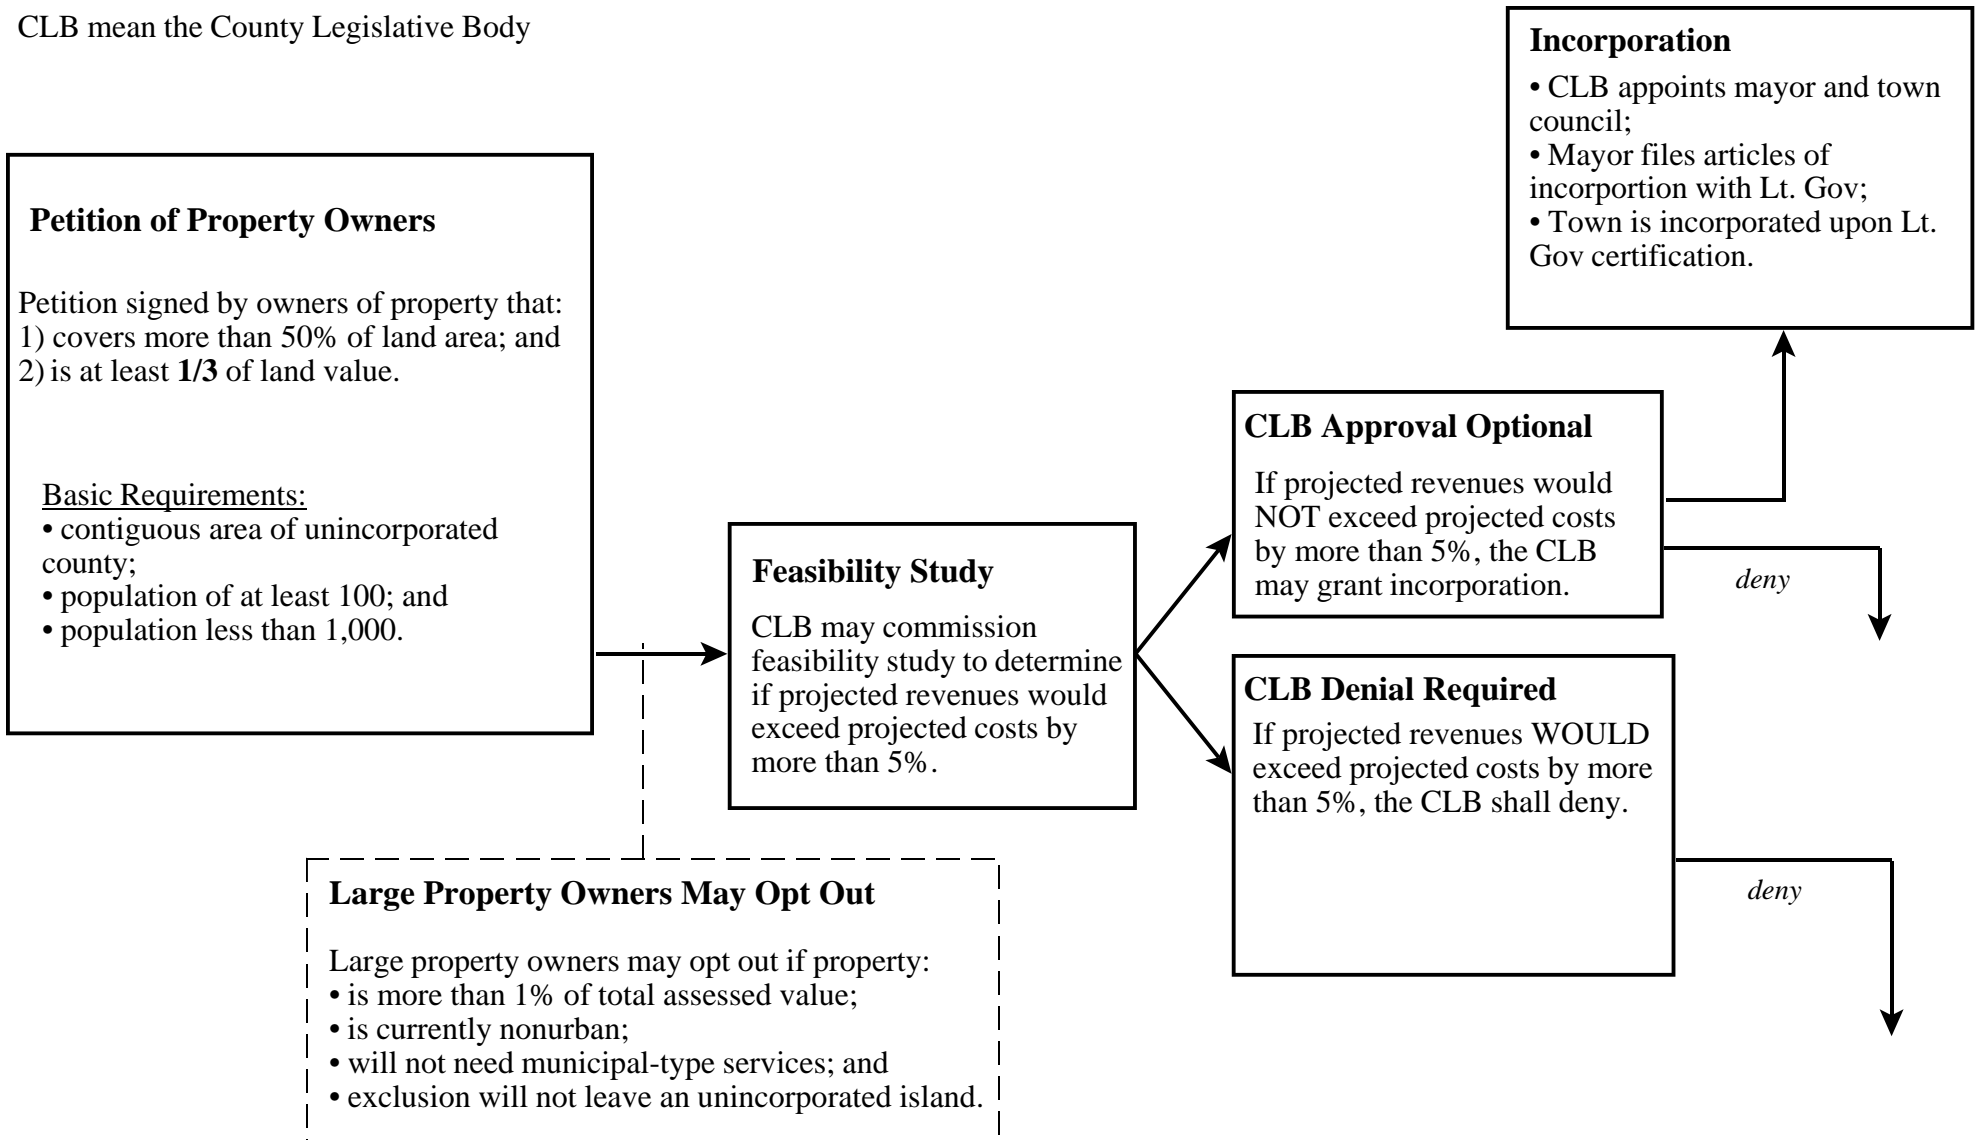 CLB mean the County Legislative Body
Incorporation
• CLB appoints mayor and town
council;
• Mayor files articles of
incorportion with Lt. Gov;
• Town is incorporated upon Lt.
Gov certification.
Petition of Property Owners
Petition signed by owners of property that:
1) covers more than 50% of land area; and
2) is at least 1/3 of land value.
Basic Requirements:
• contiguous area of unincorporated
county;
• population of at least 100; and
• population less than 1,000.
Feasibility Study
CLB may commission
feasibility study to determine
if projected revenues would
exceed projected costs by
more than 5%.
CLB Approval Optional
If projected revenues would
NOT exceed projected costs
by more than 5%, the CLB
may grant incorporation.
deny
CLB Denial Required
If projected revenues WOULD
exceed projected costs by more
than 5%, the CLB shall deny.
deny
Large Property Owners May Opt Out
Large property owners may opt out if property:
• is more than 1% of total assessed value;
• is currently nonurban;
• will not need municipal-type services; and
• exclusion will not leave an unincorporated island.